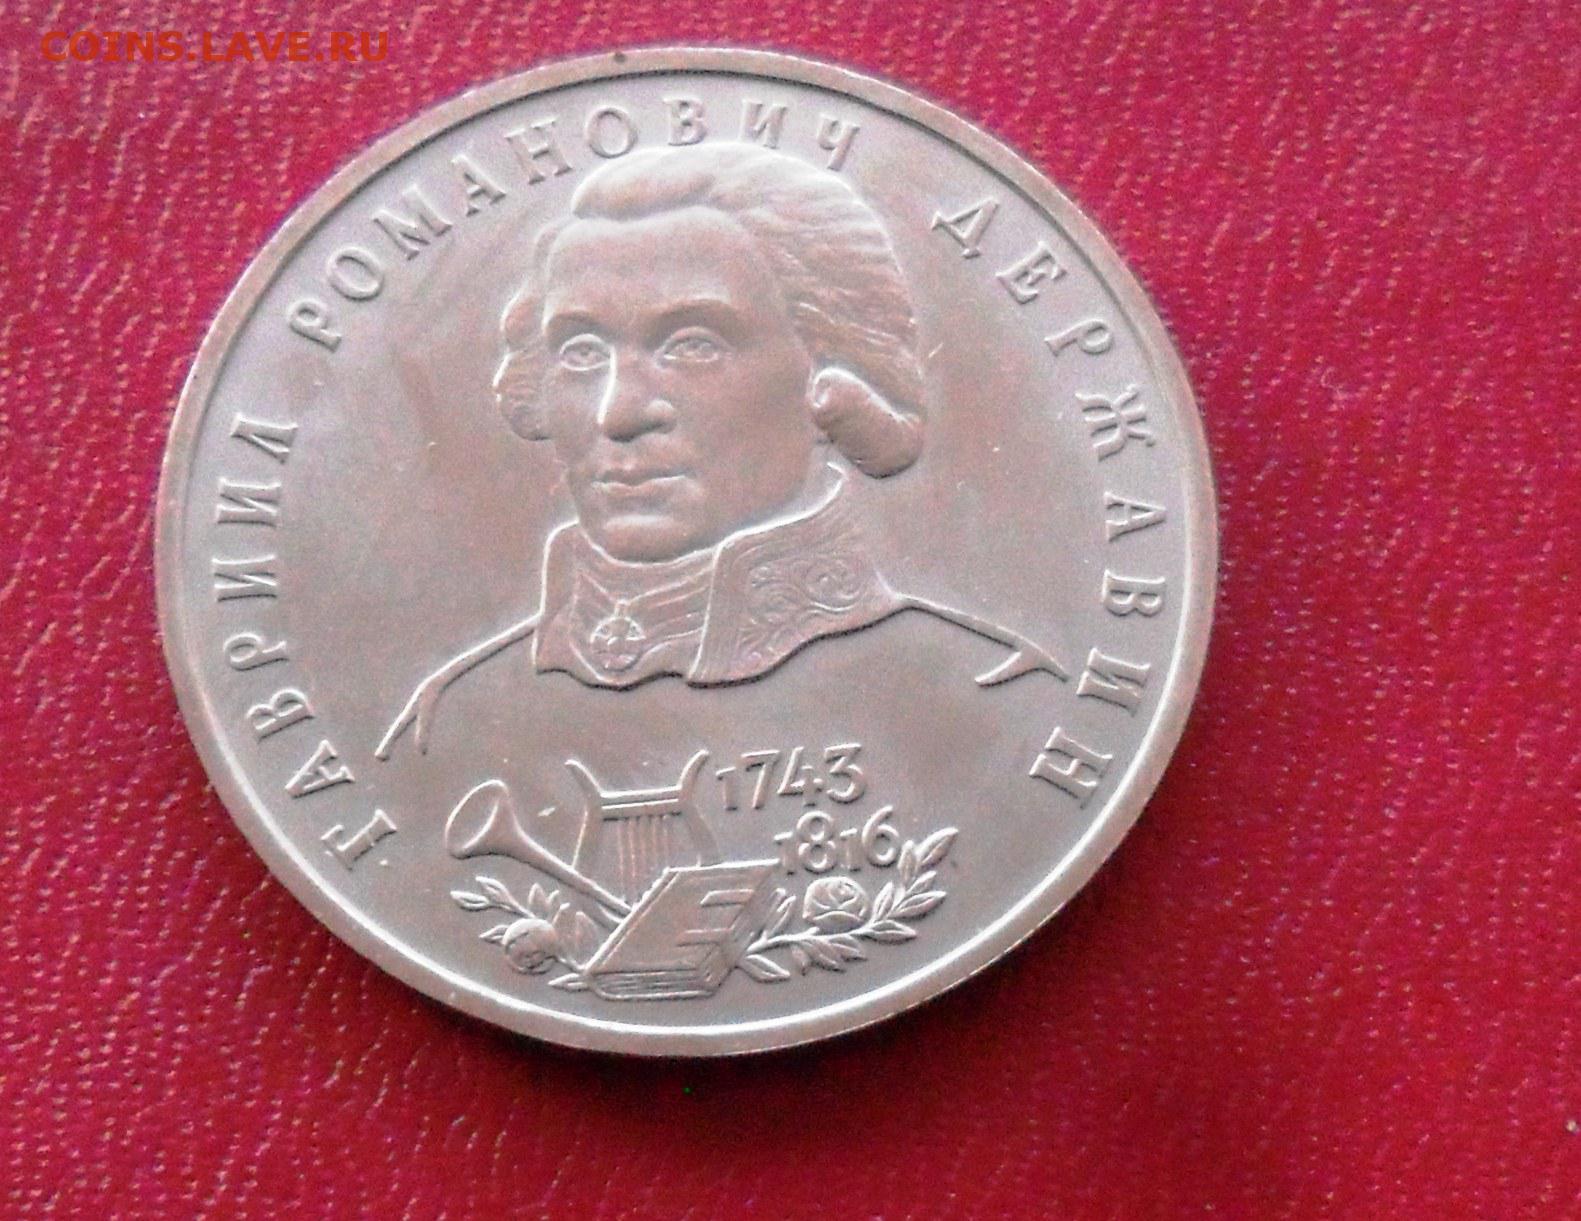 COINS.LAVE.RU
ГАВРИИЛ РОМАНОВИЧ ДЕРЖАВИН
1743
1816